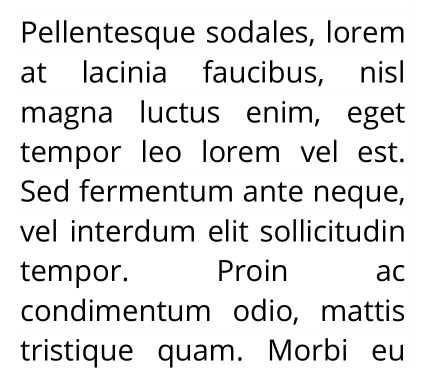 Pellentesque sodales, lorem
at lacinia faucibus, nisl
magna luctus enim, eget
tempor leo lorem vel est.
Sed fermentum ante neque,
vel interdum elit sollicitudin
tempor. Proin ac
condimentum odio, mattis
tristique quam. Morbi eu